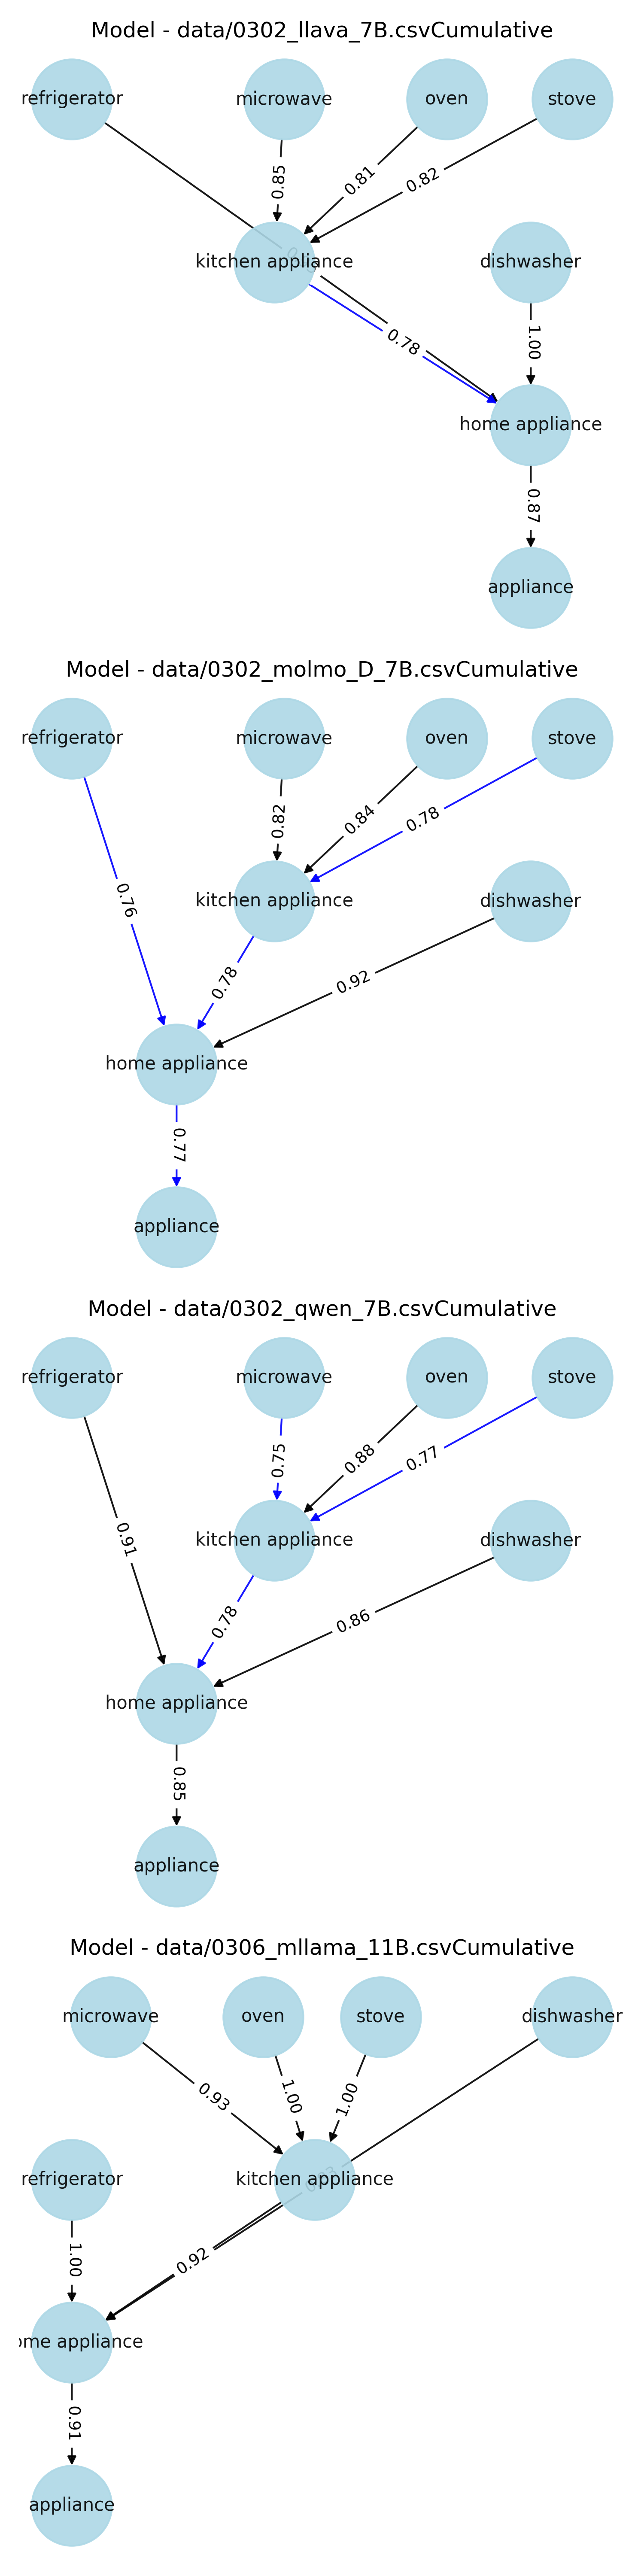 Model - data/0302_llava_7B.csvCumulative
refrigerator
microwave
oven
stove
0.85
0.81
0.82
kitchen appliance
dishwasher
0.78
1.00
home appliance
0.87
appliance
Model - data/0302_molmo_D_7B.csvCumulative
refrigerator
microwave
oven
stove
0.82
0.84
0.78
0.76
kitchen appliance
dishwasher
0.78
0.92
home appliance
0.77
appliance
Model - data/0302_qwen_7B.csvCumulative
refrigerator
microwave
oven
stove
0.75
0.88
0.77
0.91
kitchen appliance
dishwasher
0.78
0.86
home appliance
0.85
appliance
Model - data/0306_mllama_11B.csvCumulative
microwave
oven
stove
dishwasher
0.93
1.00
1.00
refrigerator
kitchen appliance
1.00
0.92
ome appliance
0.91
appliance